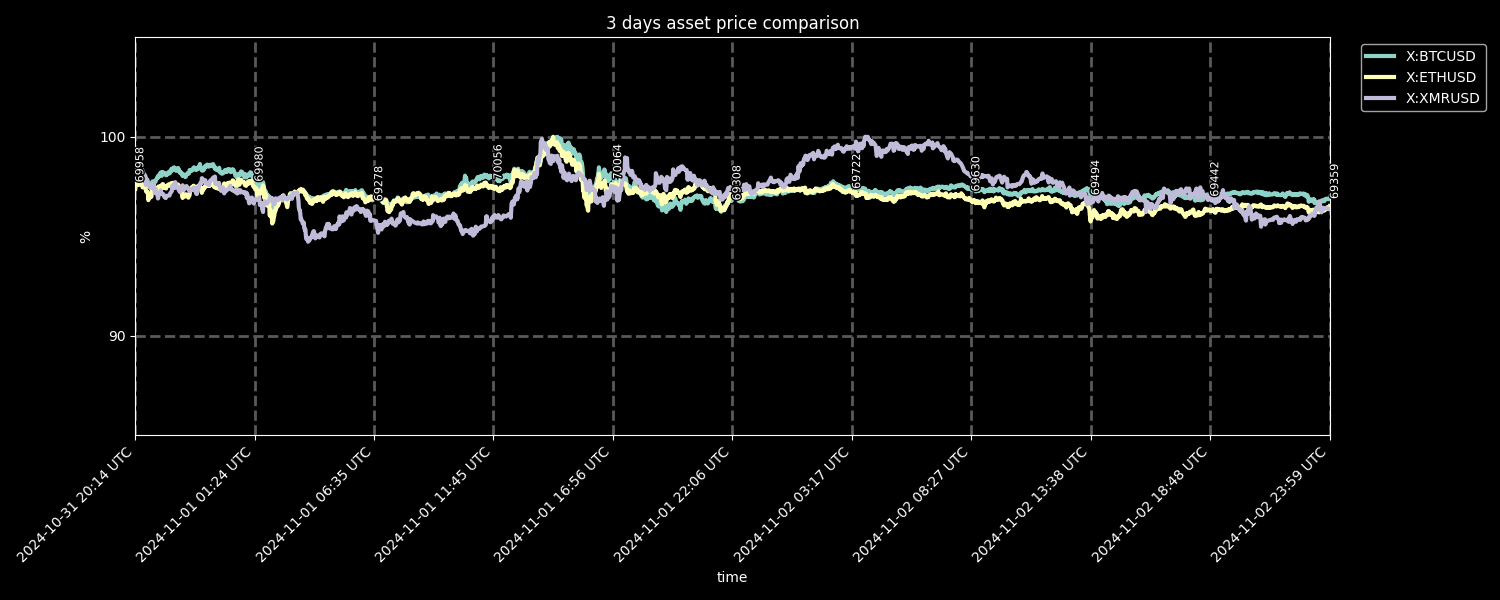 3 days asset price comparison
X:BTCUSD
X:ETHUSD
X:XMRUSD
100
90
%
69958
69980
69278
70056
70064
69308
69722
69630
69494
69442
69359
2024-10-31 20:14 UTC
2024-11-01 01:24 UTC
2024-11-01 06:35 UTC
2024-11-01 11:45 UTC
2024-11-01 16:56 UTC
2024-11-01 22:06 UTC
2024-11-02 03:17 UTC
2024-11-02 08:27 UTC
2024-11-02 13:38 UTC
2024-11-02 18:48 UTC
2024-11-02 23:59 UTC
time